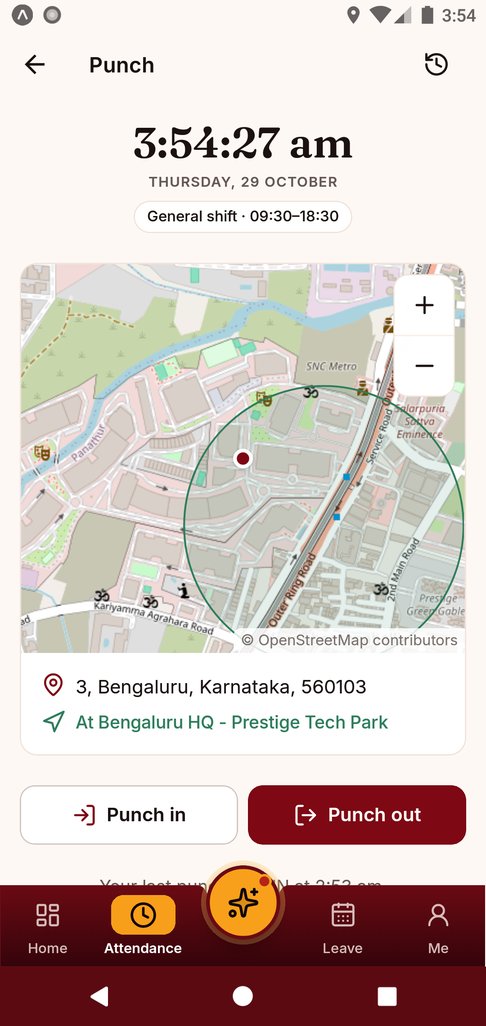 3:54
Punch
3:54:27 am
THURSDAY, 29 OCTOBER
General shift · 09:30–18:30
SNC Metro
Salarpuria
Sattva
Eminence
Service Road
Panathur
Outer Ring Road
2nd Main Road
Prestige
Green Gable
Kariyamma Agrahara Road
© OpenStreetMap contributors
3, Bengaluru, Karnataka, 560103
At Bengaluru HQ - Prestige Tech Park
Punch in
Punch out
Home
Attendance
Leave
Me